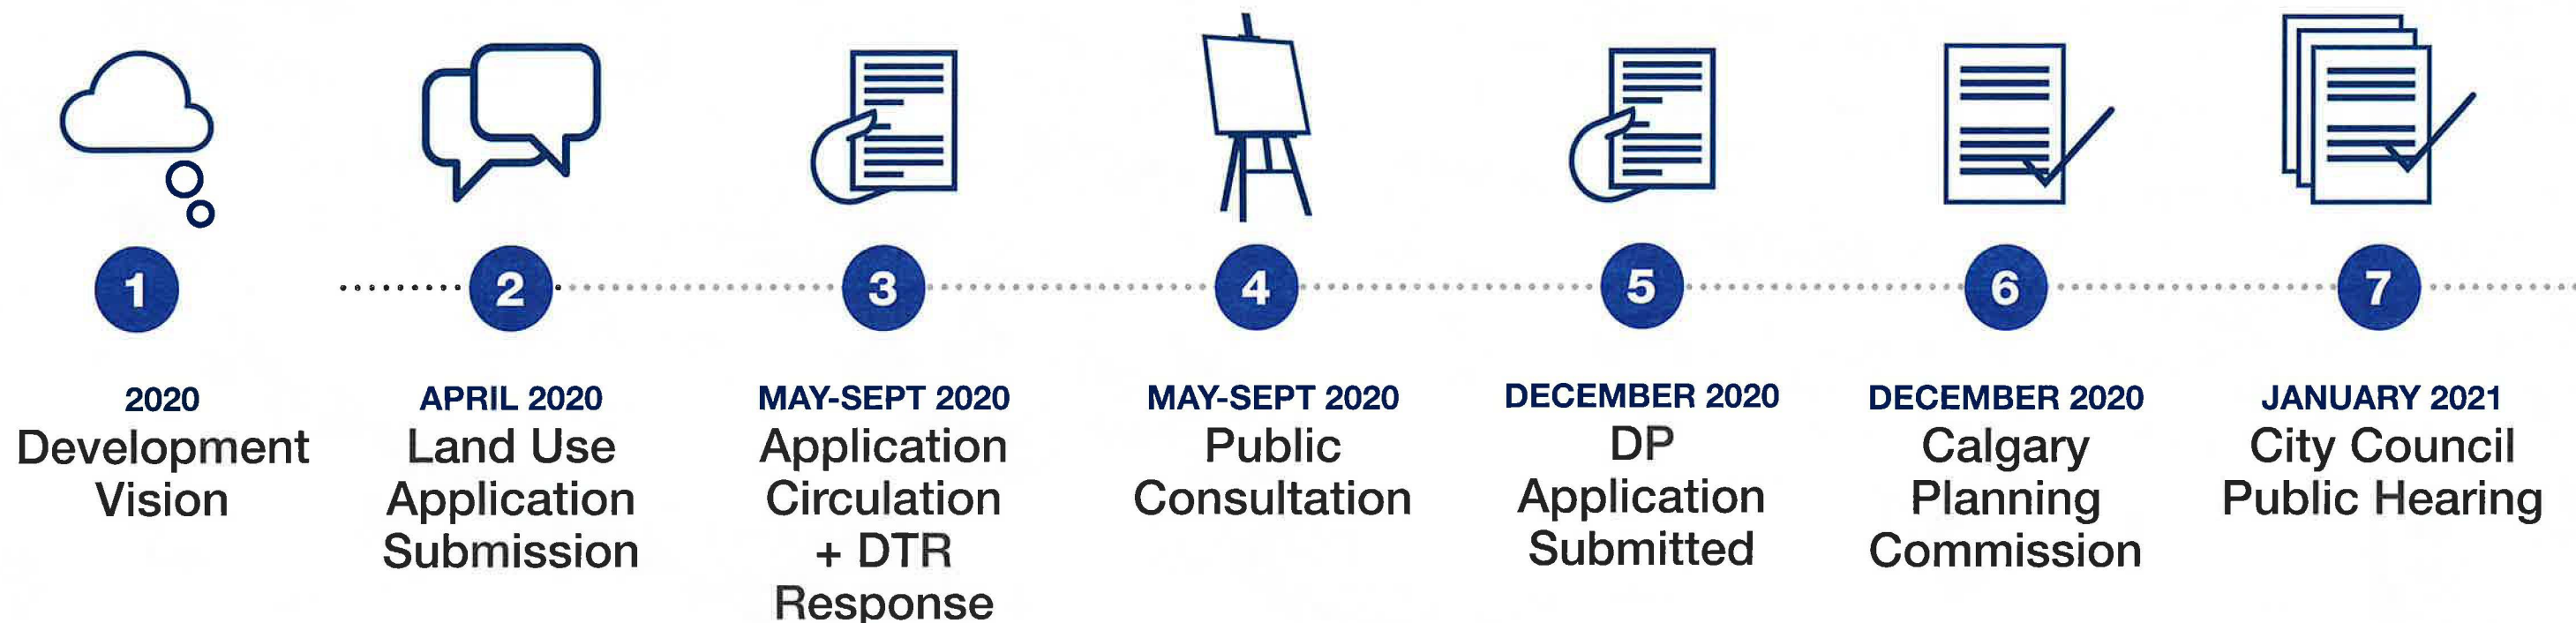 1
2020
Development
Vision
2
APRIL 2020
Land Use
Application
Submission
3
MAY-SEPT 2020
Application
Circulation
+ DTR
Response
4
MAY-SEPT 2020
Public
Consultation
5
DECEMBER 2020
DP
Application
Submitted
6
DECEMBER 2020
Calgary
Planning
Commission
7
JANUARY 2021
City Council
Public Hearing